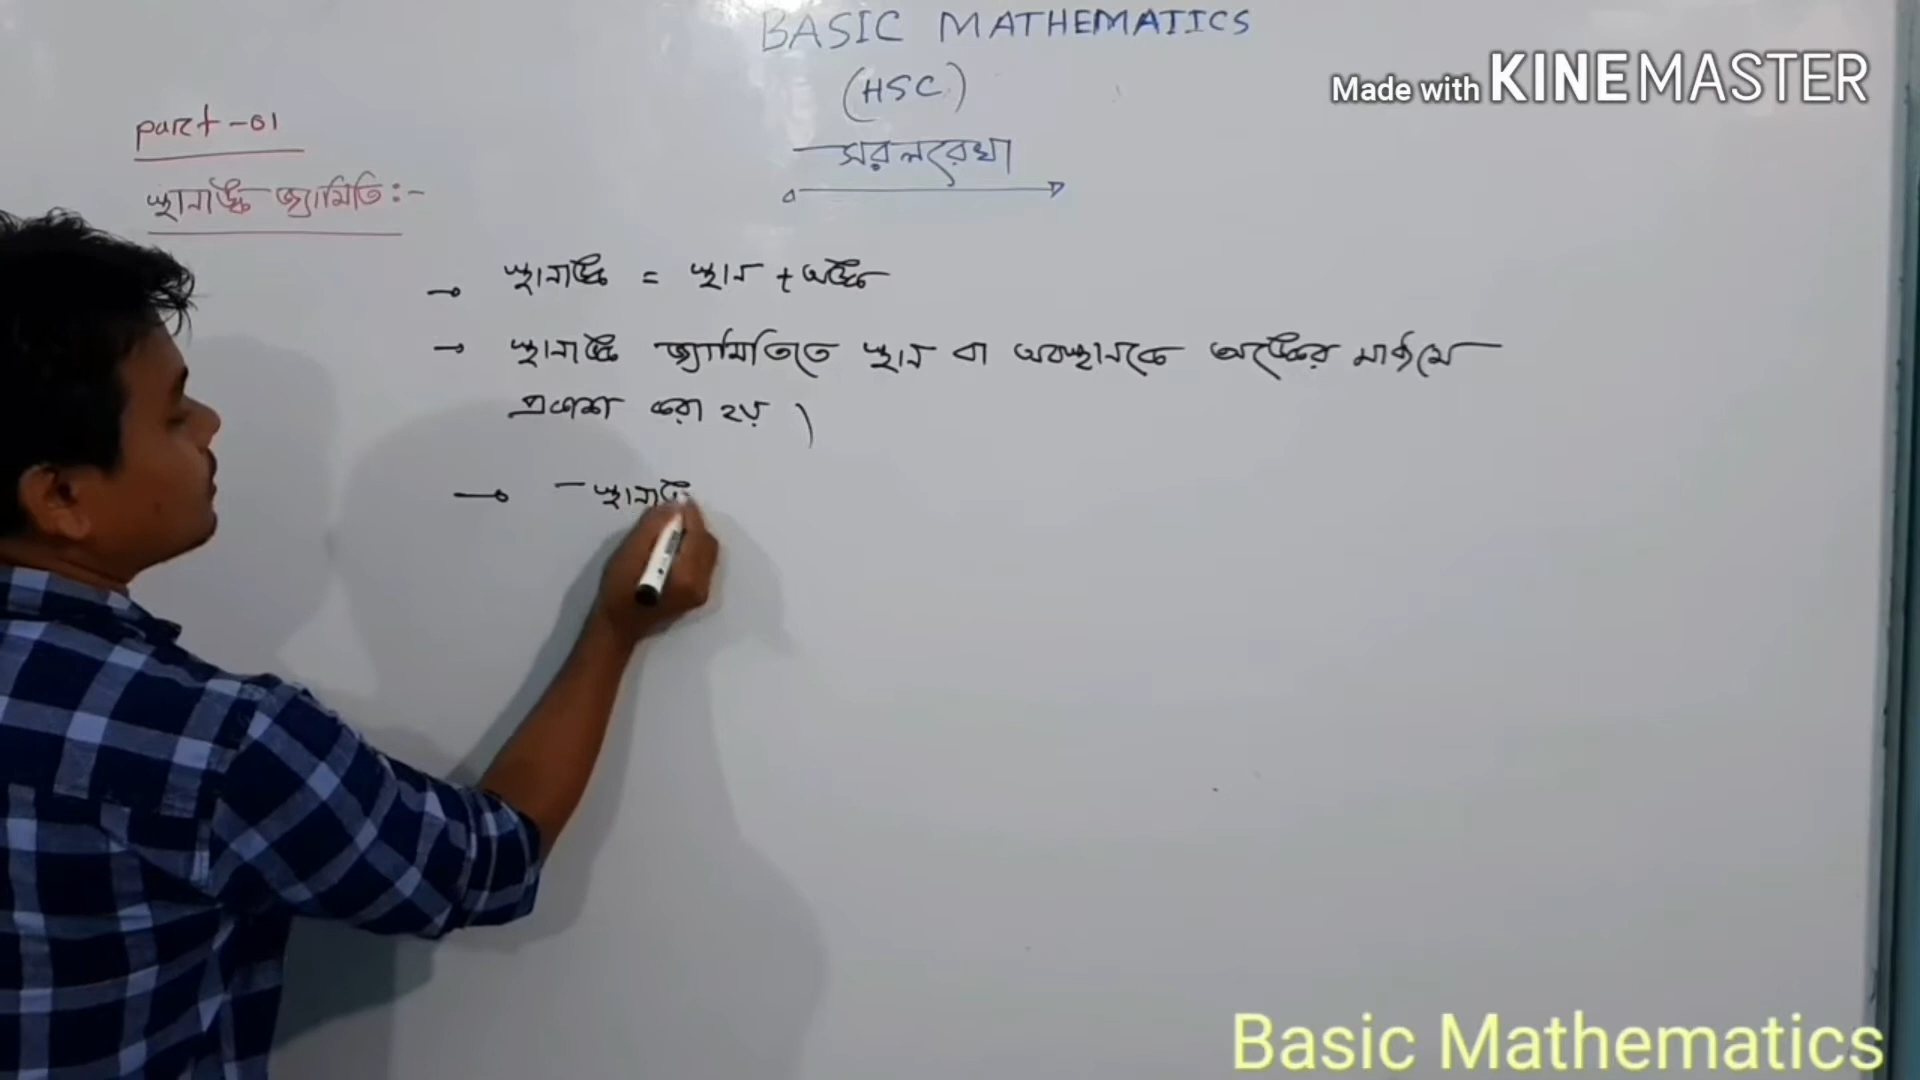 BASIC MATHEMATICS
(HSC)
সরলরেখা
Made with KINEMASTER
part-01
স্থানাঙ্ক জ্যামিতি:-
→ স্থানাঙ্ক = স্থান + অঙ্ক
→ স্থানাঙ্ক জ্যামিতিতে স্থান বা অবস্থানকে অঙ্কের মাধ্যমে
প্রকাশ করা হয়।
→ স্থানাঙ্ক
Basic Mathematics